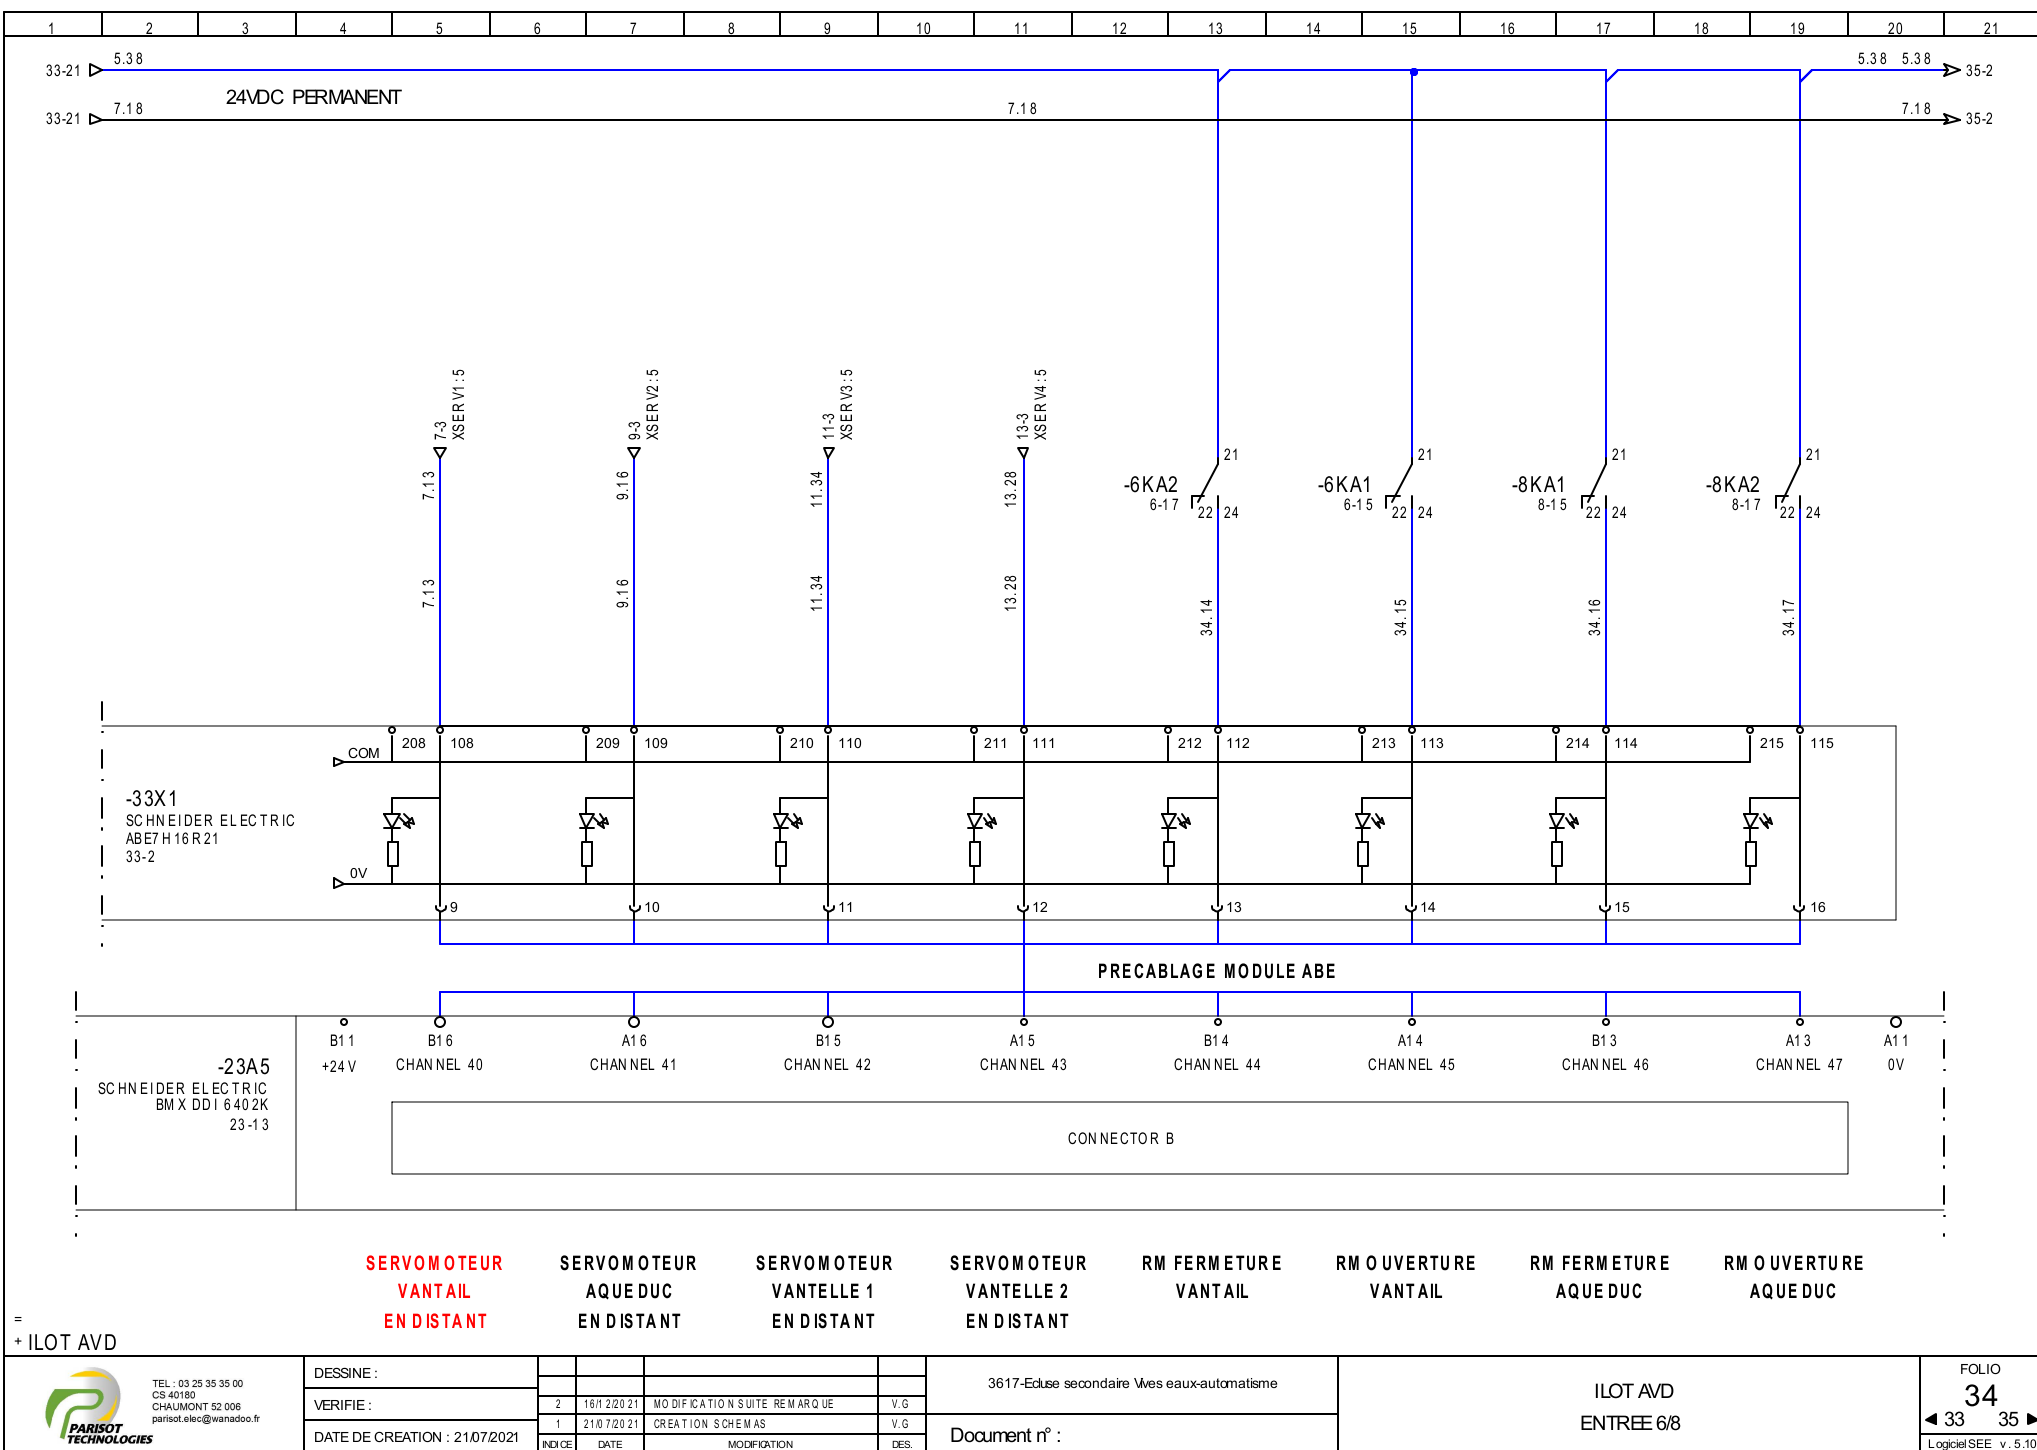 1 2 3 4 5 6 7 8 9 10 11 12 13 14 15 16 17 18 19 20 21
33-21 5.38 5.38 5.38 35-2
24VDC PERMANENT
33-21 7.18 7.18 7.18 35-2
7-3 XSERV1:5
9-3 XSERV2:5
11-3 XSERV3:5
13-3 XSERV4:5
7.13 9.16 11.34 13.28
-6KA2 6-17 21 22 24
-6KA1 6-15 21 22 24
-8KA1 8-15 21 22 24
-8KA2 8-17 21 22 24
7.13 9.16 11.34 13.28 34.14 34.15 34.16 34.17
208 108 209 109 210 110 211 111 212 112 213 113 214 114 215 115
COM
-33X1
SCHNEIDER ELECTRIC
ABE7H16R21
33-2
0V
9 10 11 12 13 14 15 16
PRECABLAGE MODULE ABE
B11 B16 A16 B15 A15 B14 A14 B13 A13 A11
+24V CHANNEL 40 CHANNEL 41 CHANNEL 42 CHANNEL 43 CHANNEL 44 CHANNEL 45 CHANNEL 46 CHANNEL 47 0V
-23A5
SCHNEIDER ELECTRIC
BMX DDI 6402K
23-13
CONNECTOR B
SERVOMOTEUR
VANTAIL
EN DISTANT
SERVOMOTEUR
AQUEDUC
EN DISTANT
SERVOMOTEUR
VANTELLE 1
EN DISTANT
SERVOMOTEUR
VANTELLE 2
EN DISTANT
RM FERMETURE
VANTAIL
RM OUVERTURE
VANTAIL
RM FERMETURE
AQUEDUC
RM OUVERTURE
AQUEDUC
=
+ ILOT AVD
PARISOT
TECHNOLOGIES
TEL : 03 25 35 35 00
CS 40180
CHAUMONT 52 006
parisot.elec@wanadoo.fr
DESSINE :
VERIFIE :
DATE DE CREATION : 21/07/2021
2 16/12/2021 MODIFICATION SUITE REMARQUE V.G
1 21/07/2021 CREATION SCHEMAS V.G
INDICE DATE MODIFICATION DES.
3617-Ecluse secondaire Vives eaux-automatisme
Document n° :
ILOT AVD
ENTREE 6/8
FOLIO
34
33 35
Logiciel SEE v. 5.10